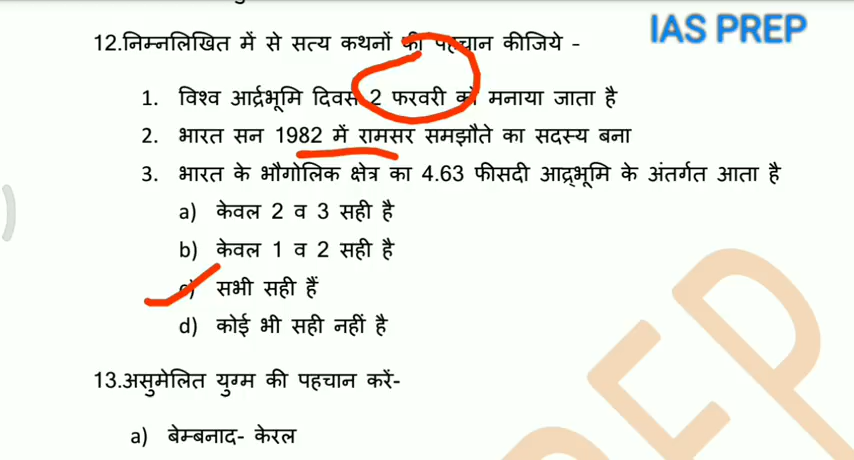 IAS PREP
12.निम्नलिखित में से सत्य कथनों की पहचान कीजिये -
1. विश्व आर्द्रभूमि दिवस 2 फरवरी को मनाया जाता है
2. भारत सन 1982 में रामसर समझौते का सदस्य बना
3. भारत के भौगोलिक क्षेत्र का 4.63 फीसदी आद्र्भूमि के अंतर्गत आता है
a) केवल 2 व 3 सही है
b) केवल 1 व 2 सही है
c) सभी सही हैं
d) कोई भी सही नहीं है
13.असुमेलित युग्म की पहचान करें-
a) बेम्बनाद- केरल